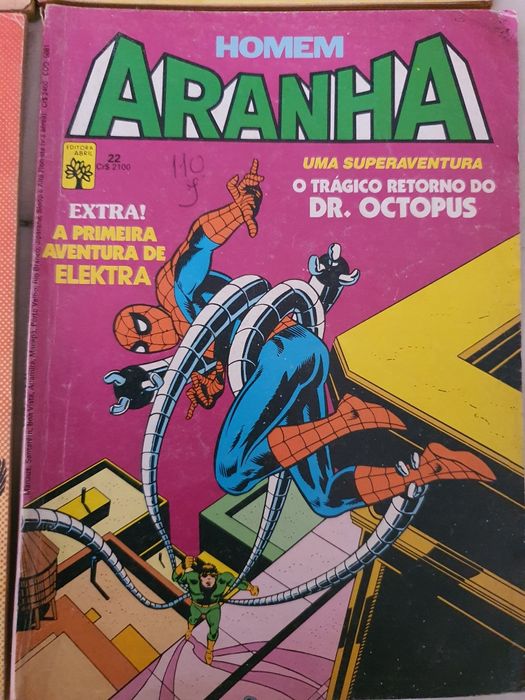 HOMEM
ARANHA
EDITORA
ABRIL
22
Cr$ 2100
110
UMA SUPERAVENTURA
O TRÁGICO RETORNO DO
DR. OCTOPUS
EXTRA!
A PRIMEIRA
AVENTURA DE
ELEKTRA